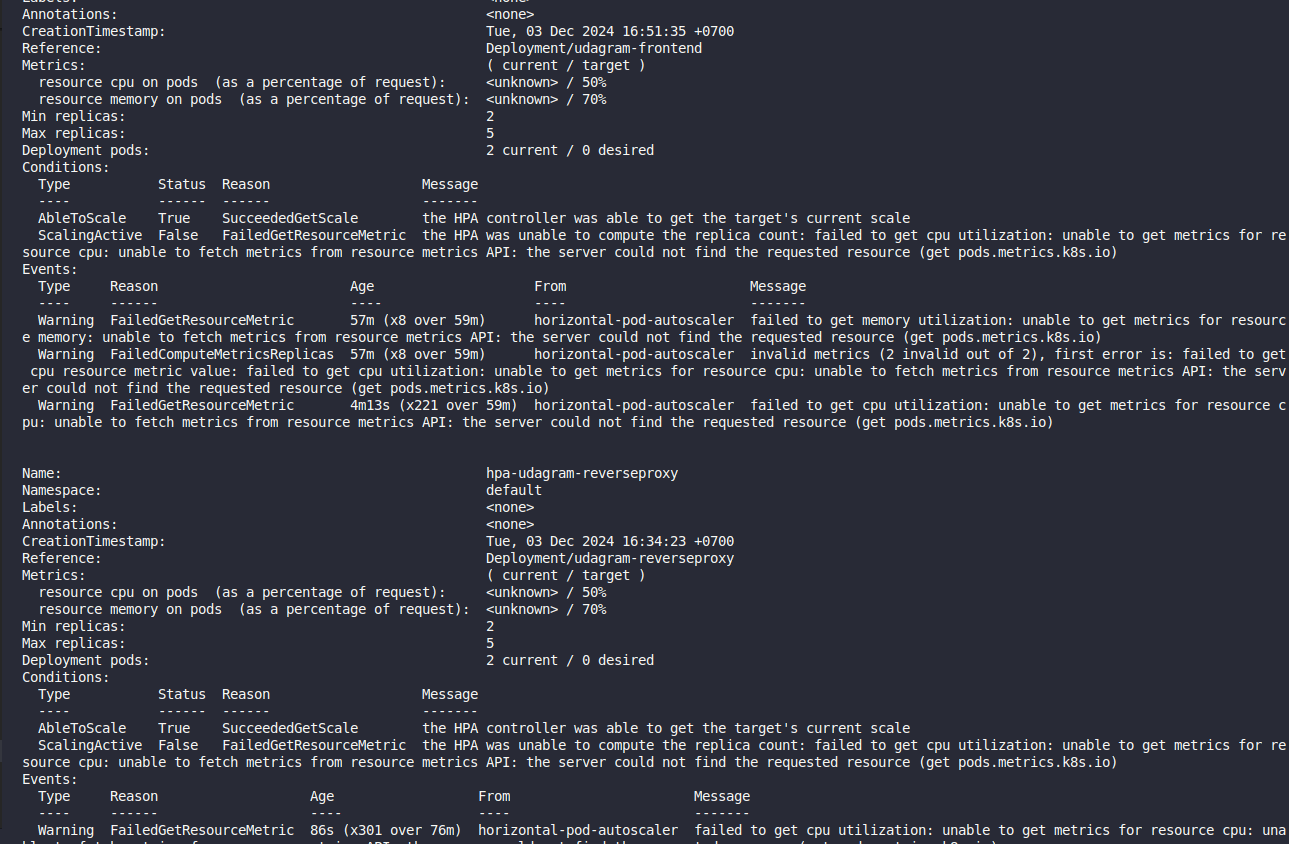 Labels: <none>
Annotations: <none>
CreationTimestamp: Tue, 03 Dec 2024 16:51:35 +0700
Reference: Deployment/udagram-frontend
Metrics: ( current / target )
resource cpu on pods (as a percentage of request): <unknown> / 50%
resource memory on pods (as a percentage of request): <unknown> / 70%
Min replicas: 2
Max replicas: 5
Deployment pods: 2 current / 0 desired
Conditions:
Type Status Reason Message
---- ------ ------ -------
AbleToScale True SucceededGetScale the HPA controller was able to get the target's current scale
ScalingActive False FailedGetResourceMetric the HPA was unable to compute the replica count: failed to get cpu utilization: unable to get metrics for re
source cpu: unable to fetch metrics from resource metrics API: the server could not find the requested resource (get pods.metrics.k8s.io)
Events:
Type Reason Age From Message
---- ------ ---- ---- -------
Warning FailedGetResourceMetric 57m (x8 over 59m) horizontal-pod-autoscaler failed to get memory utilization: unable to get metrics for resourc
e memory: unable to fetch metrics from resource metrics API: the server could not find the requested resource (get pods.metrics.k8s.io)
Warning FailedComputeMetricsReplicas 57m (x8 over 59m) horizontal-pod-autoscaler invalid metrics (2 invalid out of 2), first error is: failed to get
cpu resource metric value: failed to get cpu utilization: unable to get metrics for resource cpu: unable to fetch metrics from resource metrics API: the serv
er could not find the requested resource (get pods.metrics.k8s.io)
Warning FailedGetResourceMetric 4m13s (x221 over 59m) horizontal-pod-autoscaler failed to get cpu utilization: unable to get metrics for resource c
pu: unable to fetch metrics from resource metrics API: the server could not find the requested resource (get pods.metrics.k8s.io)
Name: hpa-udagram-reverseproxy
Namespace: default
Labels: <none>
Annotations: <none>
CreationTimestamp: Tue, 03 Dec 2024 16:34:23 +0700
Reference: Deployment/udagram-reverseproxy
Metrics: ( current / target )
resource cpu on pods (as a percentage of request): <unknown> / 50%
resource memory on pods (as a percentage of request): <unknown> / 70%
Min replicas: 2
Max replicas: 5
Deployment pods: 2 current / 0 desired
Conditions:
Type Status Reason Message
---- ------ ------ -------
AbleToScale True SucceededGetScale the HPA controller was able to get the target's current scale
ScalingActive False FailedGetResourceMetric the HPA was unable to compute the replica count: failed to get cpu utilization: unable to get metrics for re
source cpu: unable to fetch metrics from resource metrics API: the server could not find the requested resource (get pods.metrics.k8s.io)
Events:
Type Reason Age From Message
---- ------ ---- ---- -------
Warning FailedGetResourceMetric 86s (x301 over 76m) horizontal-pod-autoscaler failed to get cpu utilization: unable to get metrics for resource cpu: una